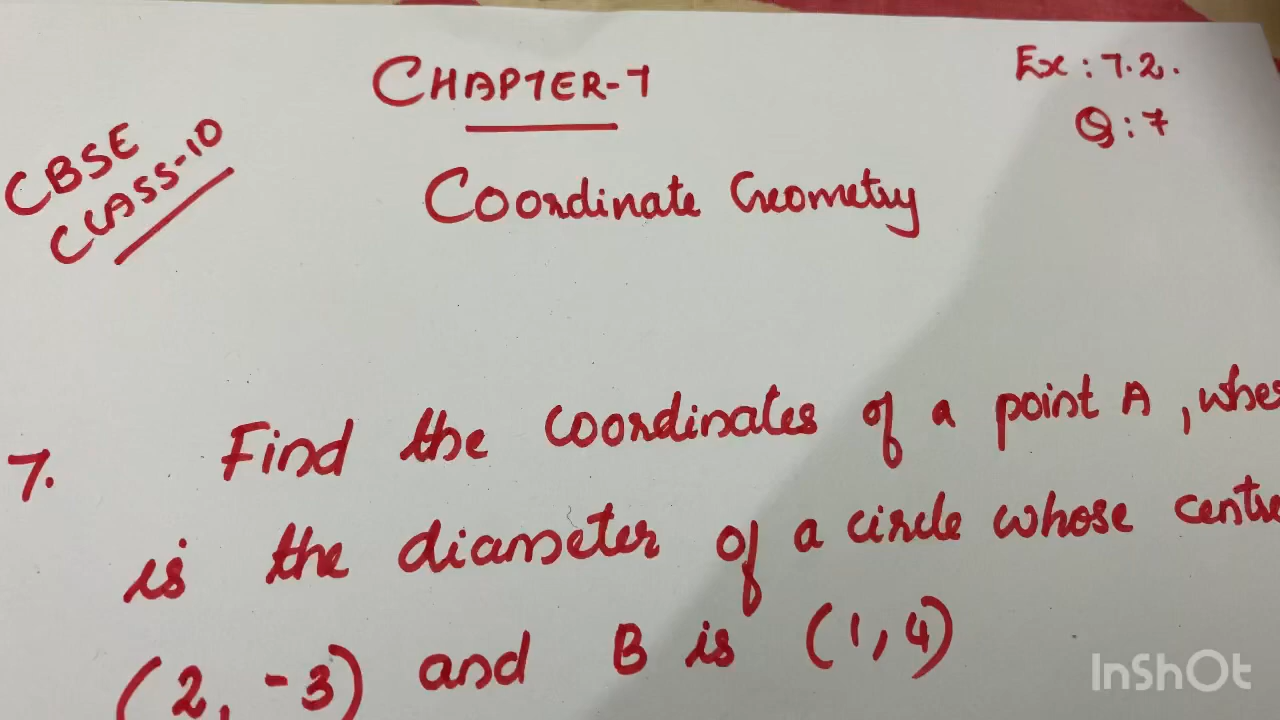 CHAPTER-7
Ex: 7.2.
Q: 7
CBSE
CLASS-10
Coordinate Geometry
7. Find the coordinates of a point A,
is the diameter of a circle whose centre
(2, -3) and B is (1, 4)
InShOt